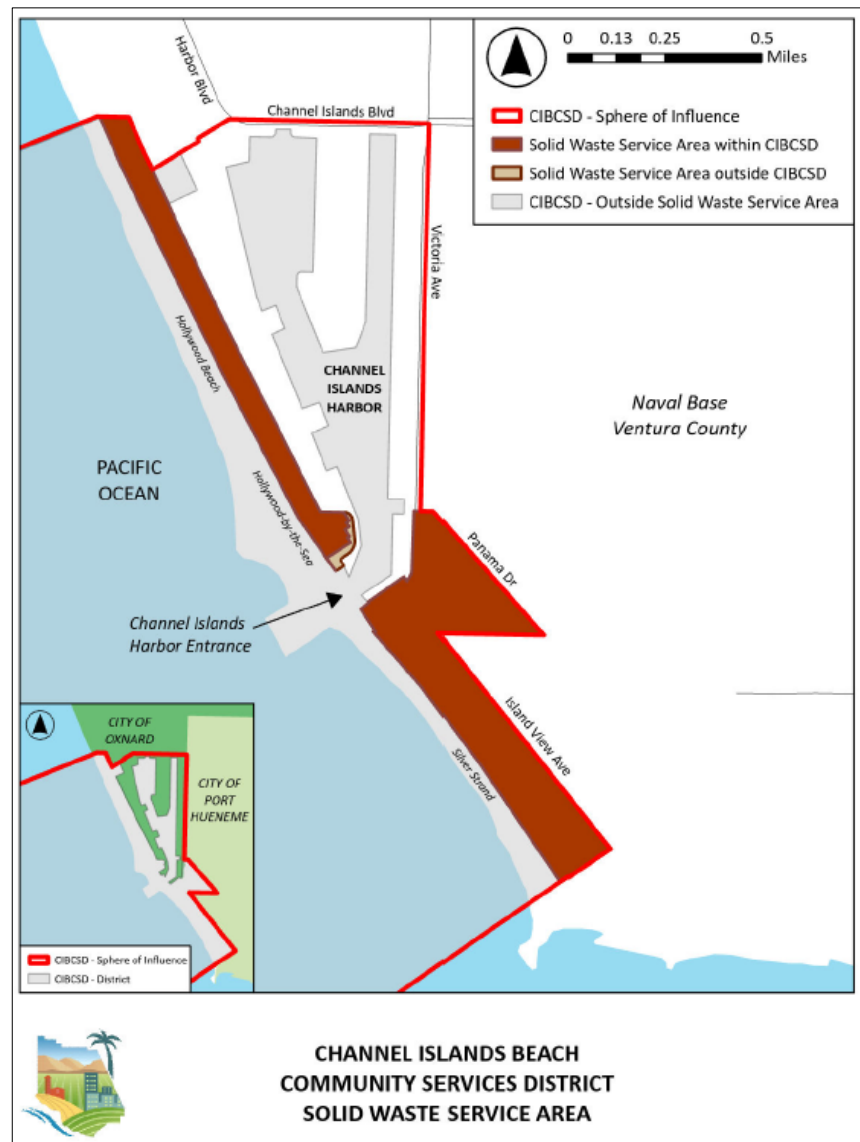 0 0.13 0.25 0.5
Miles
CIBCSD - Sphere of Influence
Solid Waste Service Area within CIBCSD
Solid Waste Service Area outside CIBCSD
CIBCSD - Outside Solid Waste Service Area
Harbor Blvd
Channel Islands Blvd
Victoria Ave
Hollywood Beach
CHANNEL
ISLANDS
HARBOR
Naval Base
Ventura County
PACIFIC
OCEAN
Hollywood-by-the-Sea
Panama Dr
Channel Islands
Harbor Entrance
Island View Ave
Silver Strand
CITY OF
OXNARD
CITY OF
PORT
HUENEME
CIBCSD - Sphere of Influence
CIBCSD - District
CHANNEL ISLANDS BEACH
COMMUNITY SERVICES DISTRICT
SOLID WASTE SERVICE AREA